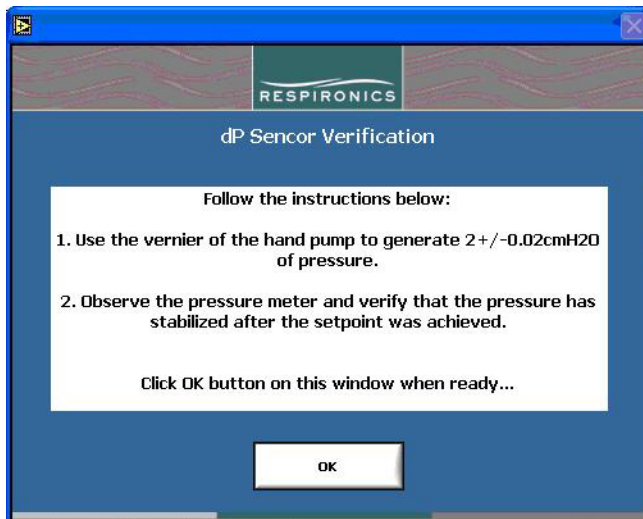 RESPIRONICS
dP Sencor Verification
Follow the instructions below:
1. Use the vernier of the hand pump to generate 2+/-0.02cmH2O
of pressure.
2. Observe the pressure meter and verify that the pressure has
stabilized after the setpoint was achieved.
Click OK button on this window when ready...
OK